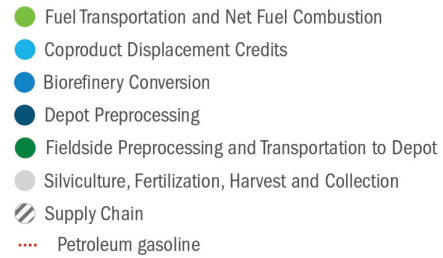 Fuel Transportation and Net Fuel Combustion
Coproduct Displacement Credits
Biorefinery Conversion
Depot Preprocessing
Fieldside Preprocessing and Transportation to Depot
Silviculture, Fertilization, Harvest and Collection
Supply Chain
Petroleum gasoline